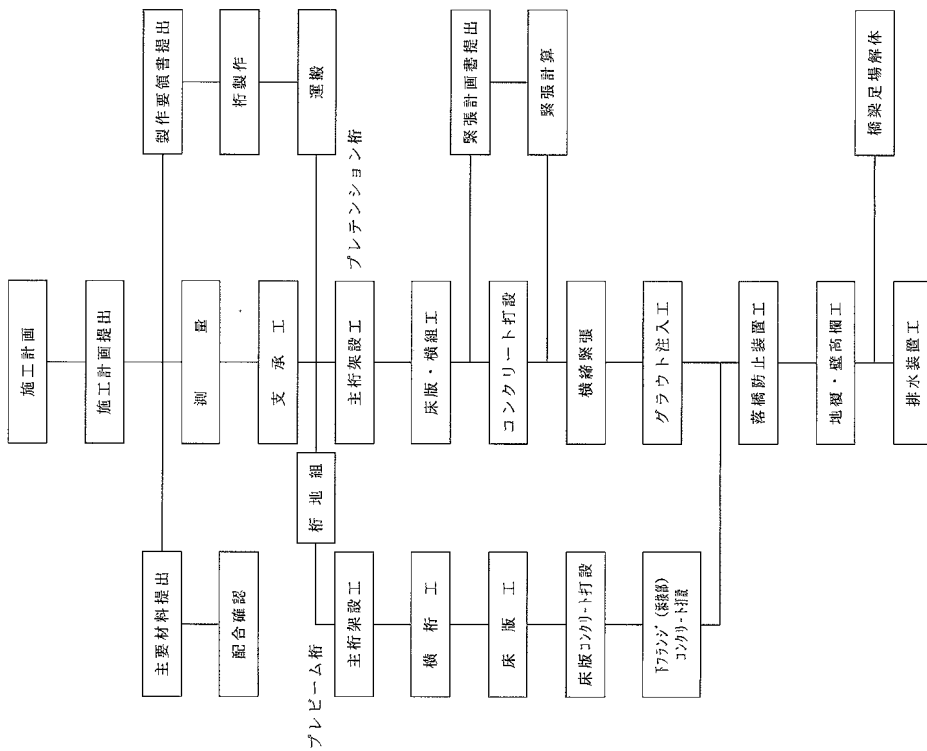 施工計画
施工計画提出
主要材料提出
配合確認
製作要領書提出
桁製作
運搬
測量
支承工
桁地組
プレビーム桁
プレテンション桁
主桁架設工
横桁工
床版工
床版コンクリート打設
下フランジ(添接部)
コンクリート打設
主桁架設工
床版・横組工
コンクリート打設
横締緊張
グラウト注入工
緊張計画書提出
緊張計算
落橋防止装置工
地覆・壁高欄工
排水装置工
橋梁足場解体